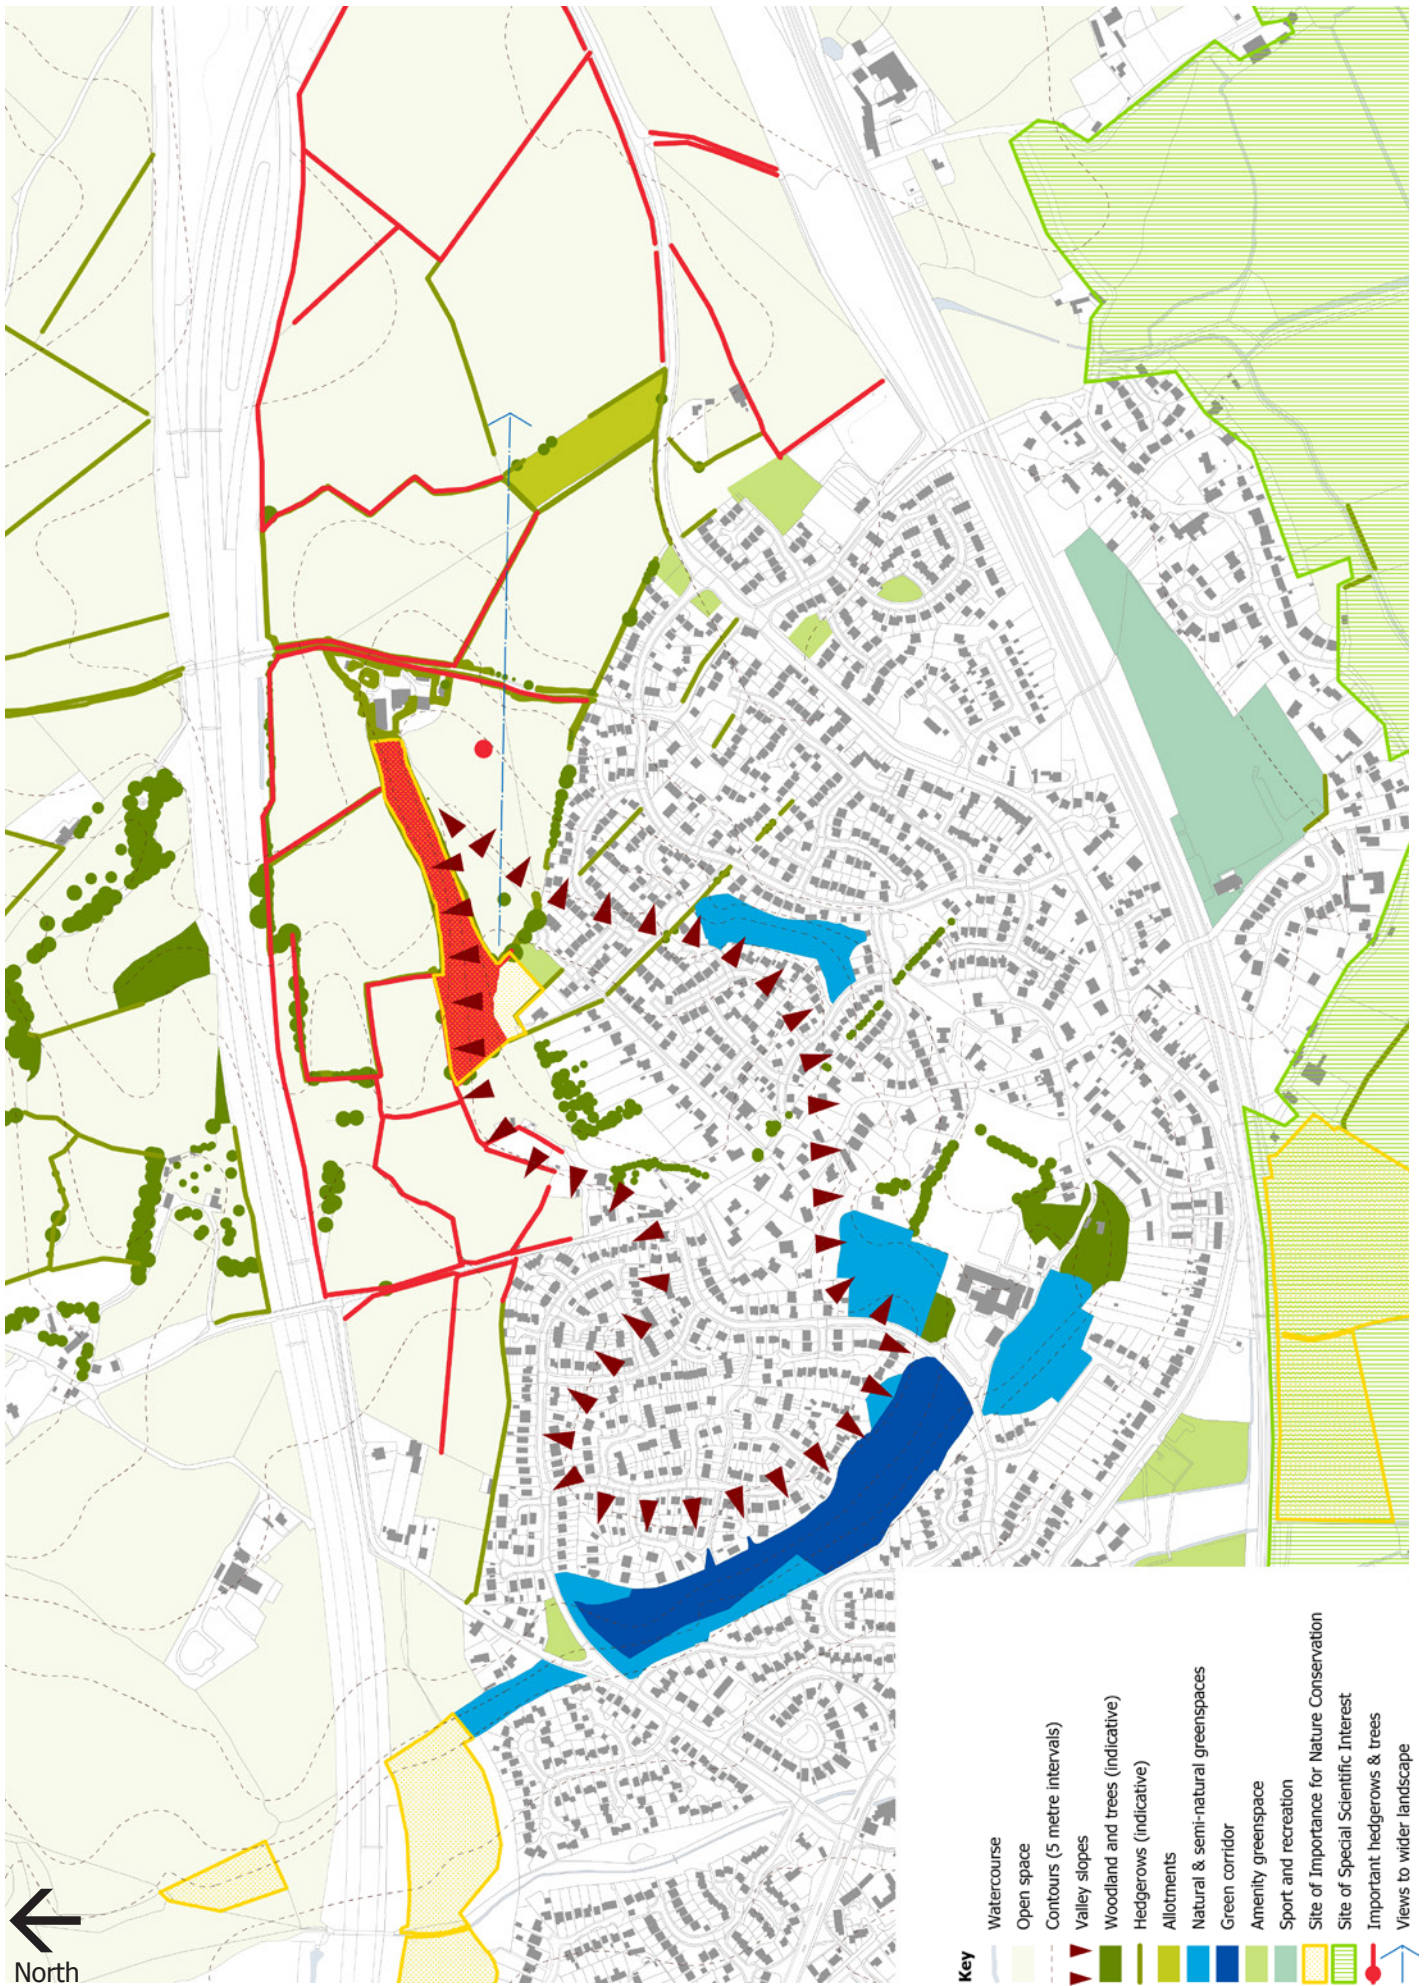 North
Key
Watercourse
Open space
Contours (5 metre intervals)
Valley slopes
Woodland and trees (indicative)
Hedgerows (indicative)
Allotments
Natural & semi-natural greenspaces
Green corridor
Amenity greenspace
Sport and recreation
Site of Importance for Nature Conservation
Site of Special Scientific Interest
Important hedgerows & trees
Views to wider landscape